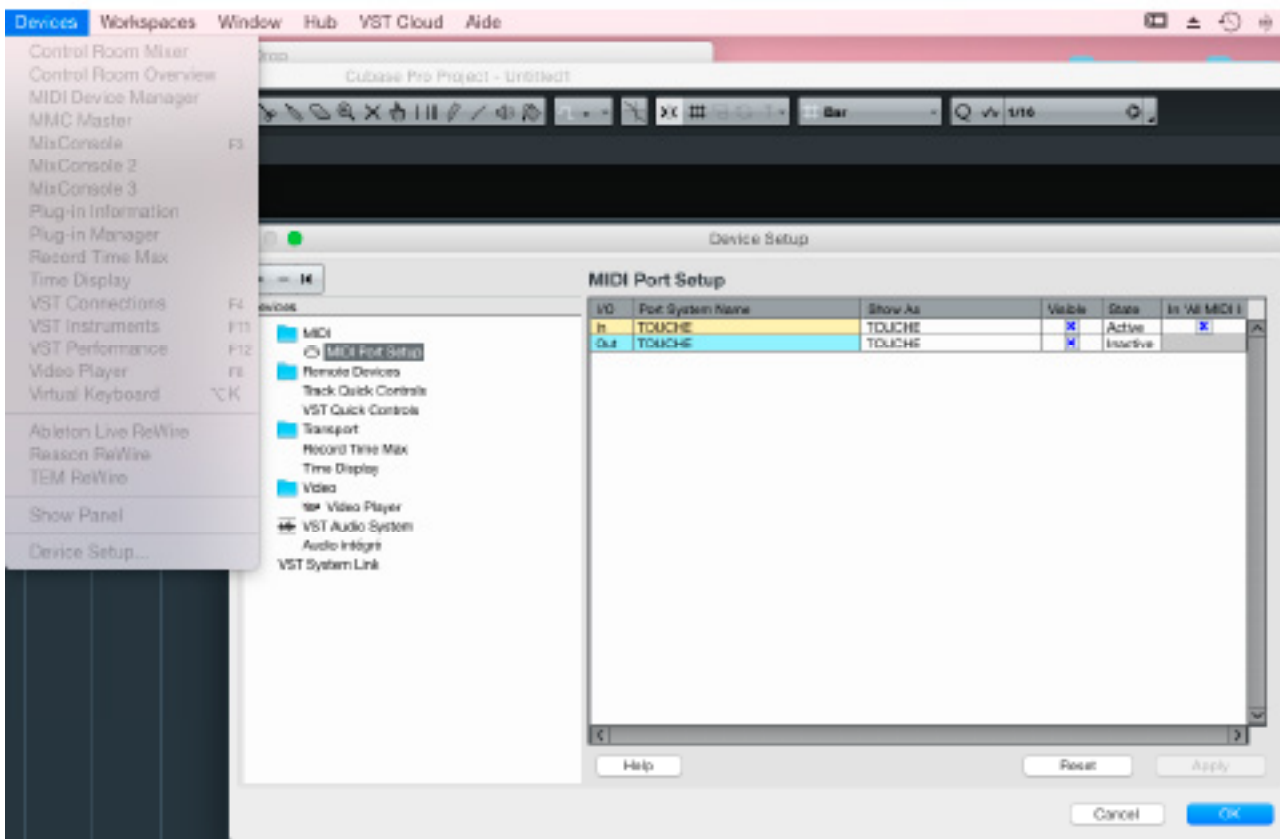 Devices Workspaces Window Hub VST Cloud Aide
Control Room Mixer
Control Room Overview
MIDI Device Manager
MMC Master
MixConsole F3
MixConsole 2
MixConsole 3
Plug-in Information
Plug-in Manager
Record Time Max
Time Display
VST Connections F4
VST Instruments F11
VST Performance F12
Video Player F8
Virtual Keyboard ⌥K
Ableton Live ReWire
Reason ReWire
TEM ReWire
Show Panel
Device Setup...
Cubase Pro Project - Untitled1
Bar
Q 1/16
Device Setup
MIDI
MIDI Port Setup
Remote Devices
Track Quick Controls
VST Quick Controls
Transport
Record Time Max
Time Display
Video
Video Player
VST Audio System
Audio Intégré
VST System Link
MIDI Port Setup
I/O Port System Name Show As Visible State In 'All MIDI I
In TOUCHE TOUCHE Active
Out TOUCHE TOUCHE Inactive
Help Reset Apply
Cancel OK